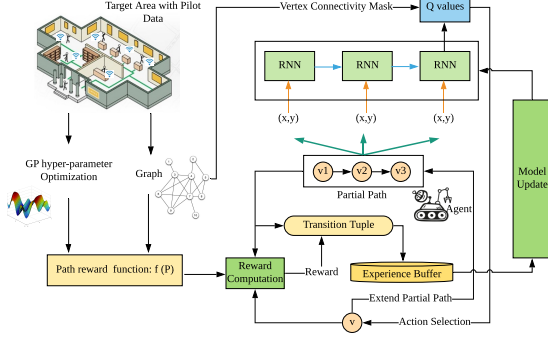 Target Area with Pilot
Data
Vertex Connectivity Mask
Q values
RNN
RNN
RNN
(x,y)
(x,y)
(x,y)
GP hyper-parameter
Optimization
Graph
v1
v2
v3
Partial Path
Agent
Model
Update
Transition Tuple
Path reward function: f (P)
Reward
Computation
Reward
Experience Buffer
Extend Partial Path
v
Action Selection